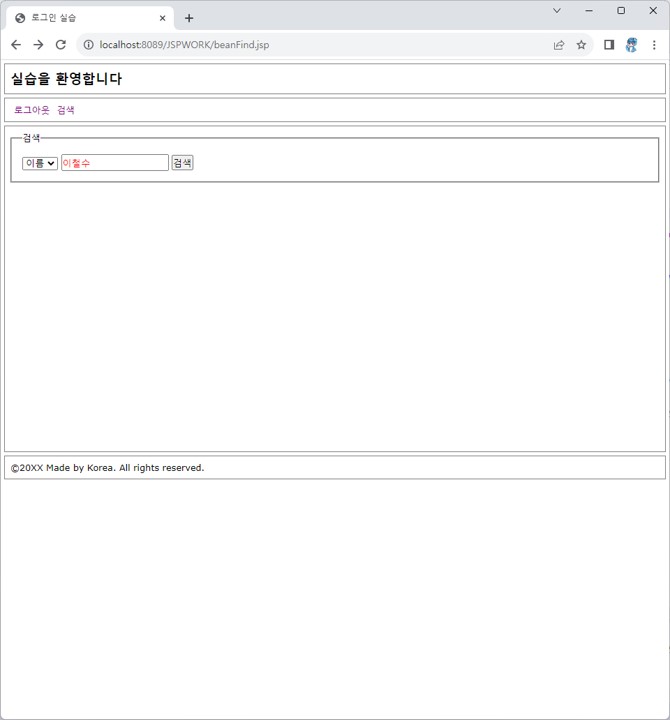 로그인 실습
localhost:8089/JSPWORK/beanFind.jsp
실습을 환영합니다
로그아웃 검색
검색
이름 이철수 검색
©20XX Made by Korea. All rights reserved.